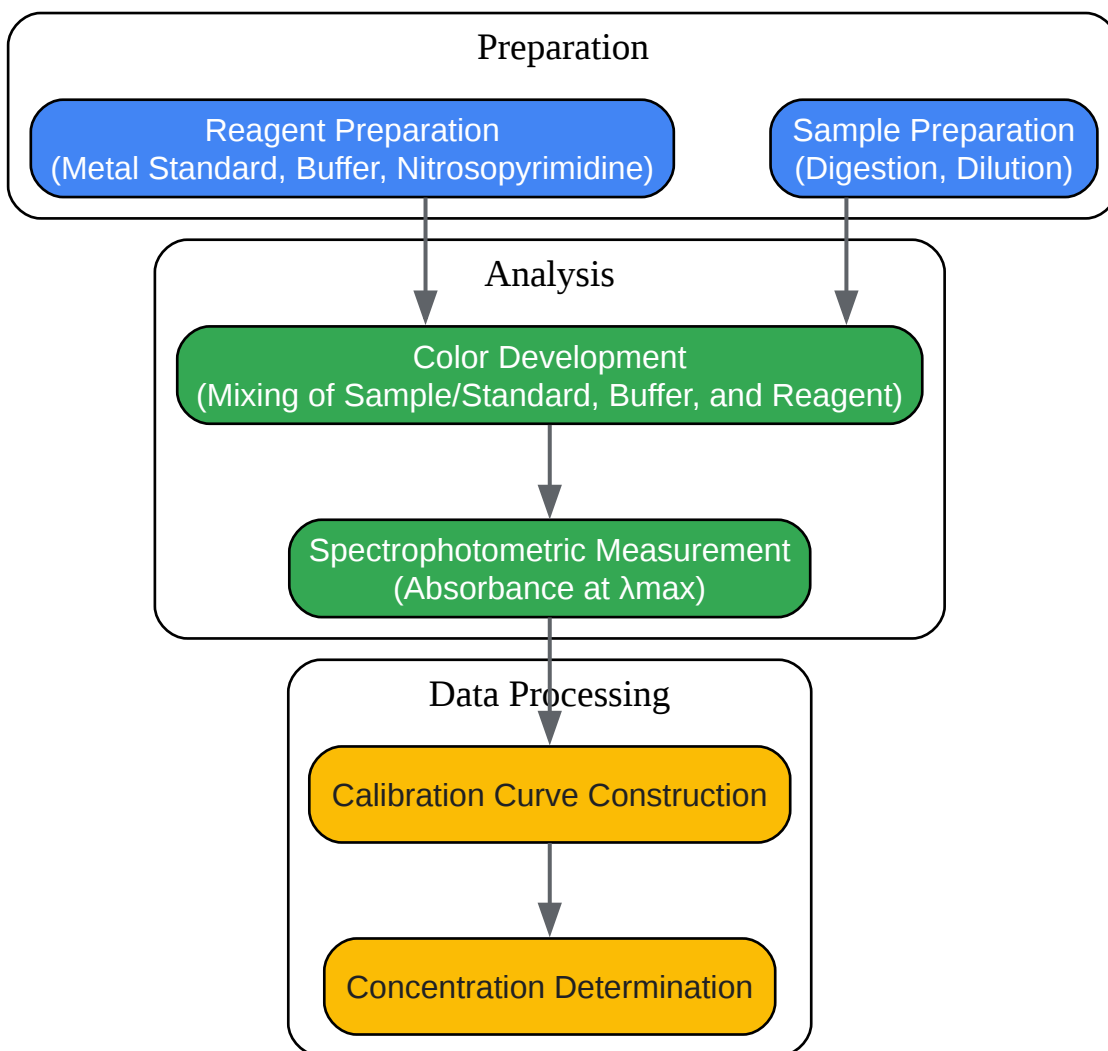 Preparation
Reagent Preparation
(Metal Standard, Buffer, Nitrosopyrimidine)
Sample Preparation
(Digestion, Dilution)
Analysis
Color Development
(Mixing of Sample/Standard, Buffer, and Reagent)
Spectrophotometric Measurement
(Absorbance at λmax)
Data Processing
Calibration Curve Construction
Concentration Determination